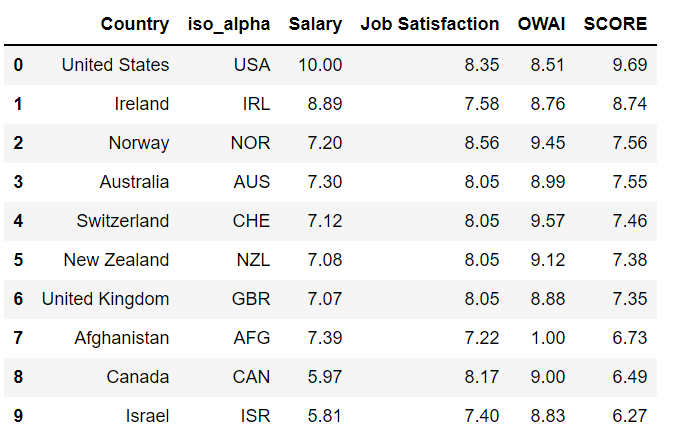 Country iso_alpha Salary Job Satisfaction OWAI SCORE
0 United States USA 10.00 8.35 8.51 9.69
1 Ireland IRL 8.89 7.58 8.76 8.74
2 Norway NOR 7.20 8.56 9.45 7.56
3 Australia AUS 7.30 8.05 8.99 7.55
4 Switzerland CHE 7.12 8.05 9.57 7.46
5 New Zealand NZL 7.08 8.05 9.12 7.38
6 United Kingdom GBR 7.07 8.05 8.88 7.35
7 Afghanistan AFG 7.39 7.22 1.00 6.73
8 Canada CAN 5.97 8.17 9.00 6.49
9 Israel ISR 5.81 7.40 8.83 6.27